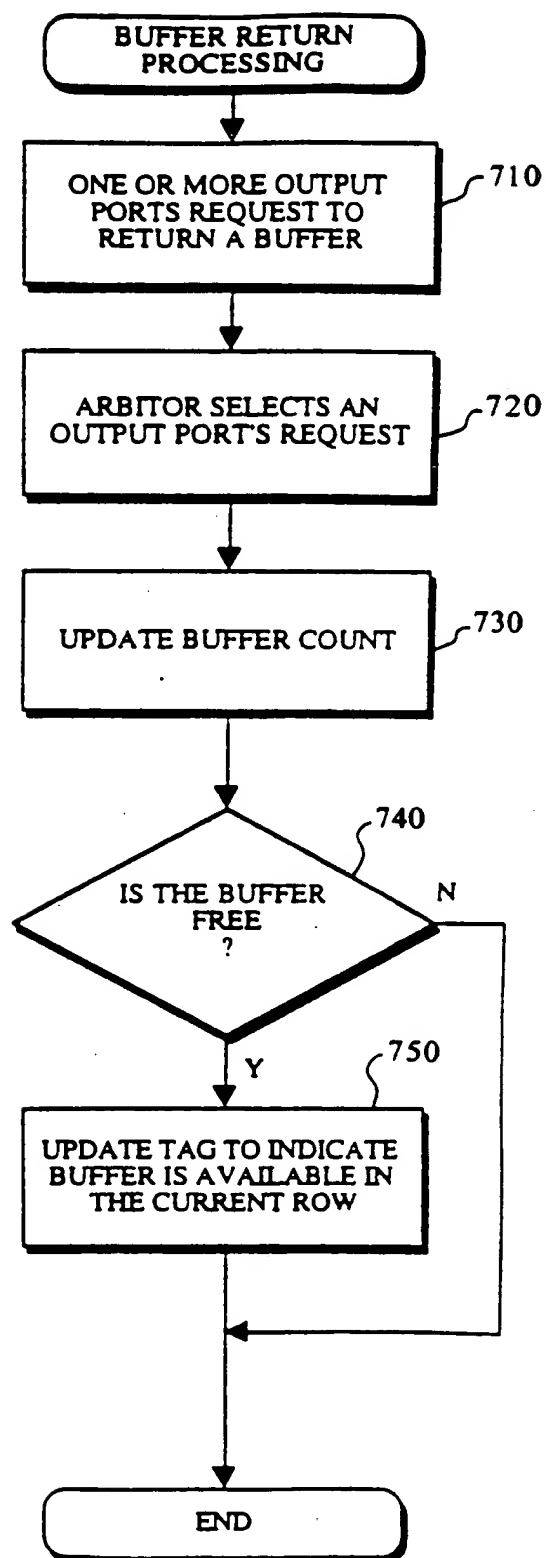 BUFFER RETURN
PROCESSING
ONE OR MORE OUTPUT
PORTS REQUEST TO
RETURN A BUFFER
710
ARBITOR SELECTS AN
OUTPUT PORT'S REQUEST
720
UPDATE BUFFER COUNT
730
740
IS THE BUFFER
FREE
?
N
Y
750
UPDATE TAG TO INDICATE
BUFFER IS AVAILABLE IN
THE CURRENT ROW
END